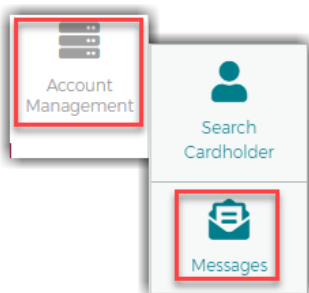 Account
Management
Search
Cardholder
Messages